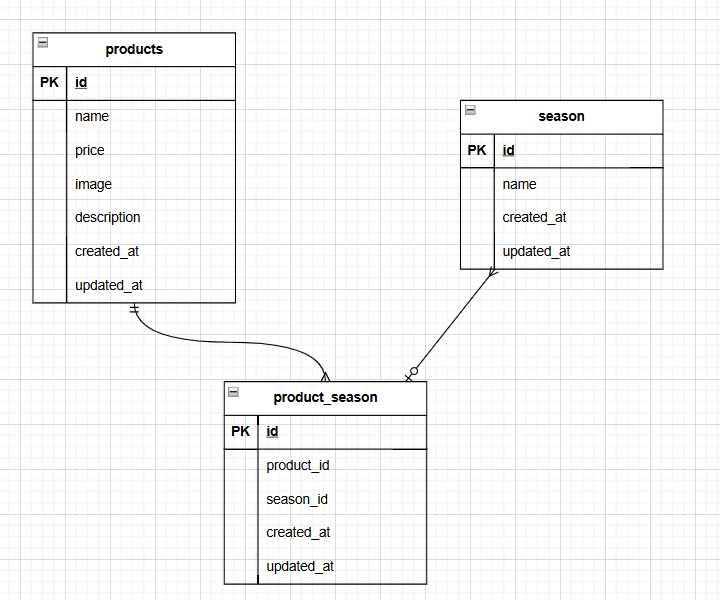 products
PK id
name
price
image
description
created_at
updated_at
season
PK id
name
created_at
updated_at
product_season
PK id
product_id
season_id
created_at
updated_at